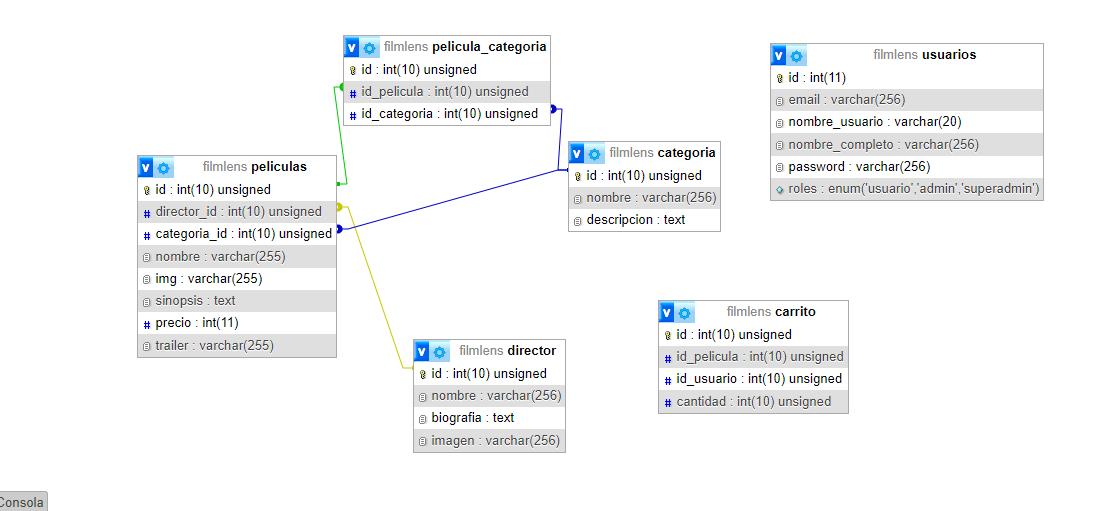 filmlens pelicula_categoria
id : int(10) unsigned
id_pelicula : int(10) unsigned
id_categoria : int(10) unsigned
filmlens usuarios
id : int(11)
email : varchar(256)
nombre_usuario : varchar(20)
nombre_completo : varchar(256)
password : varchar(256)
roles : enum('usuario','admin','superadmin')
filmlens categoria
id : int(10) unsigned
nombre : varchar(256)
descripcion : text
filmlens peliculas
id : int(10) unsigned
director_id : int(10) unsigned
categoria_id : int(10) unsigned
nombre : varchar(255)
img : varchar(255)
sinopsis : text
precio : int(11)
trailer : varchar(255)
filmlens carrito
id : int(10) unsigned
id_pelicula : int(10) unsigned
id_usuario : int(10) unsigned
cantidad : int(10) unsigned
filmlens director
id : int(10) unsigned
nombre : varchar(256)
biografia : text
imagen : varchar(256)
Consola